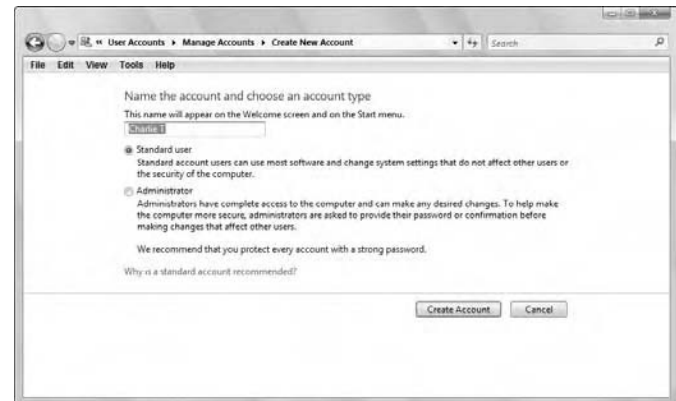 « User Accounts ▸ Manage Accounts ▸ Create New Account
Search
File Edit View Tools Help
Name the account and choose an account type
This name will appear on the Welcome screen and on the Start menu.
Charlie T
Standard user
Standard account users can use most software and change system settings that do not affect other users or
the security of the computer.
Administrator
Administrators have complete access to the computer and can make any desired changes. To help make
the computer more secure, administrators are asked to provide their password or confirmation before
making changes that affect other users.
We recommend that you protect every account with a strong password.
Why is a standard account recommended?
Create Account Cancel